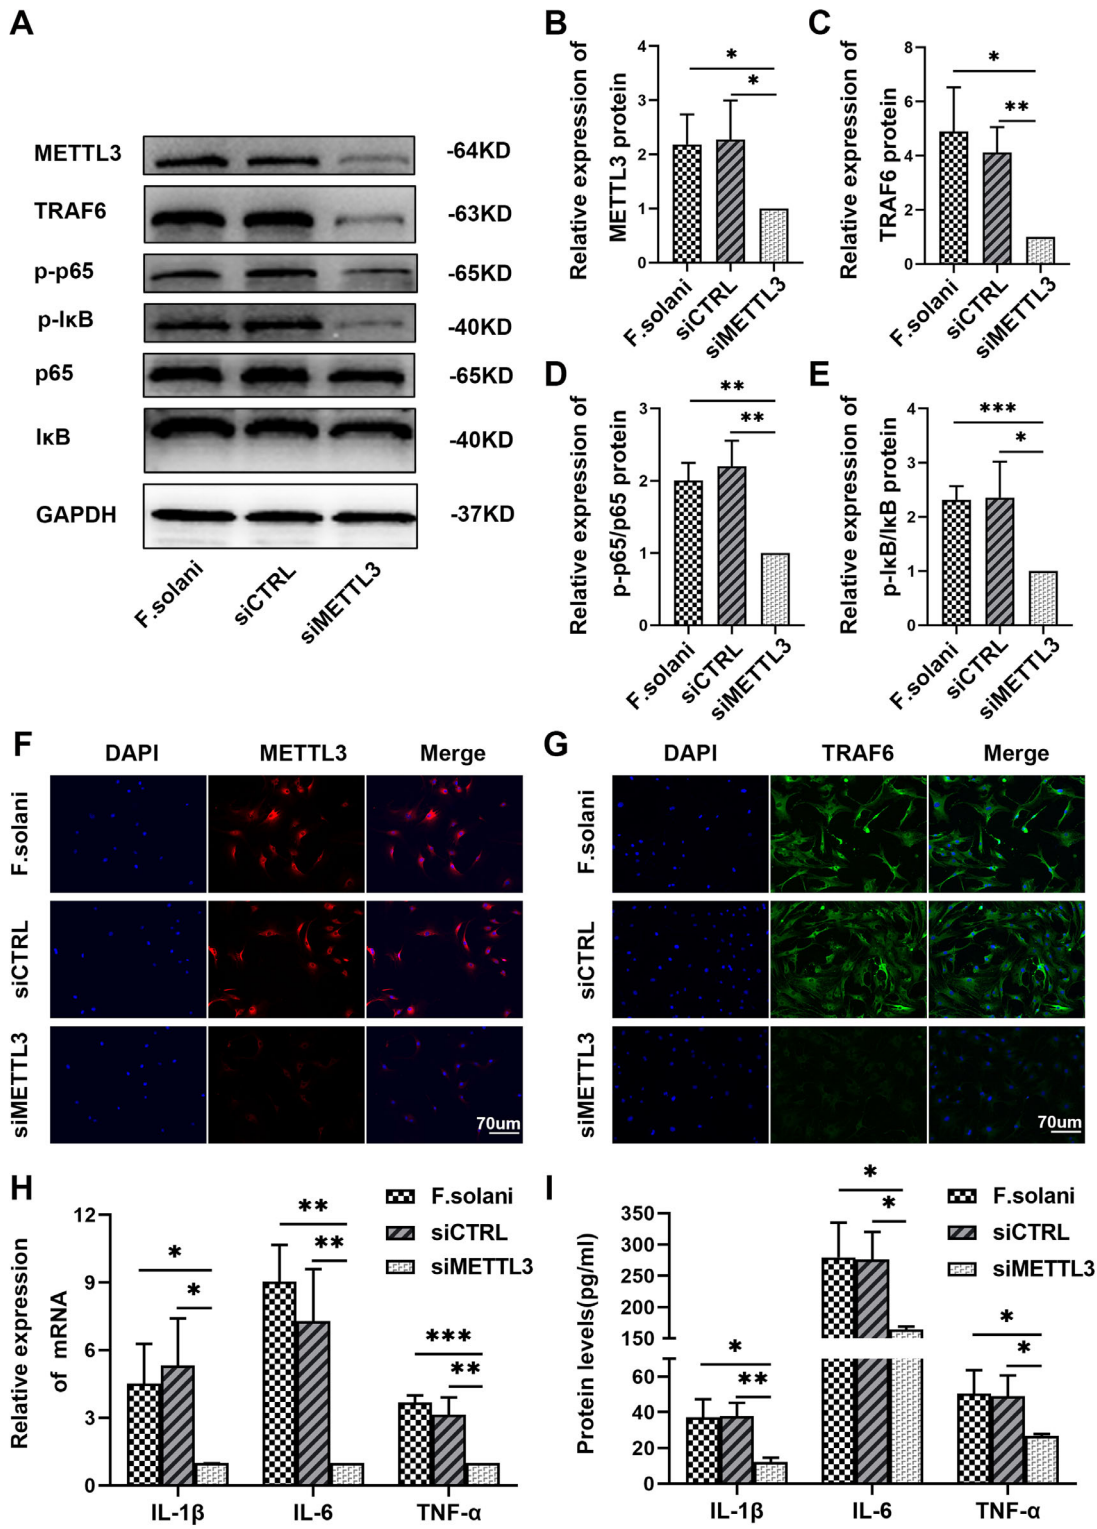 A
METTL3
-64KD
TRAF6
-63KD
p-p65
-65KD
p-IκB
-40KD
p65
-65KD
IκB
-40KD
GAPDH
-37KD
F.solani
siCTRL
siMETTL3
B
Relative expression of
METTL3 protein
4
3
2
1
0
*
*
F.solani
siCTRL
siMETTL3
C
Relative expression of
TRAF6 protein
8
6
4
2
0
*
**
F.solani
siCTRL
siMETTL3
D
Relative expression of
p-p65/p65 protein
3
2
1
0
**
**
F.solani
siCTRL
siMETTL3
E
Relative expression of
p-IκB/IκB protein
4
3
2
1
0
***
*
F.solani
siCTRL
siMETTL3
F
DAPI METTL3 Merge
F.solani
siCTRL
siMETTL3
70um
G
DAPI TRAF6 Merge
F.solani
siCTRL
siMETTL3
70um
H
Relative expression
of mRNA
12
9
6
3
0
*
*
**
**
***
**
F.solani
siCTRL
siMETTL3
IL-1β IL-6 TNF-α
I
Protein levels(pg/ml)
350
300
250
200
150
60
40
20
0
*
**
*
*
*
*
F.solani
siCTRL
siMETTL3
IL-1β IL-6 TNF-α